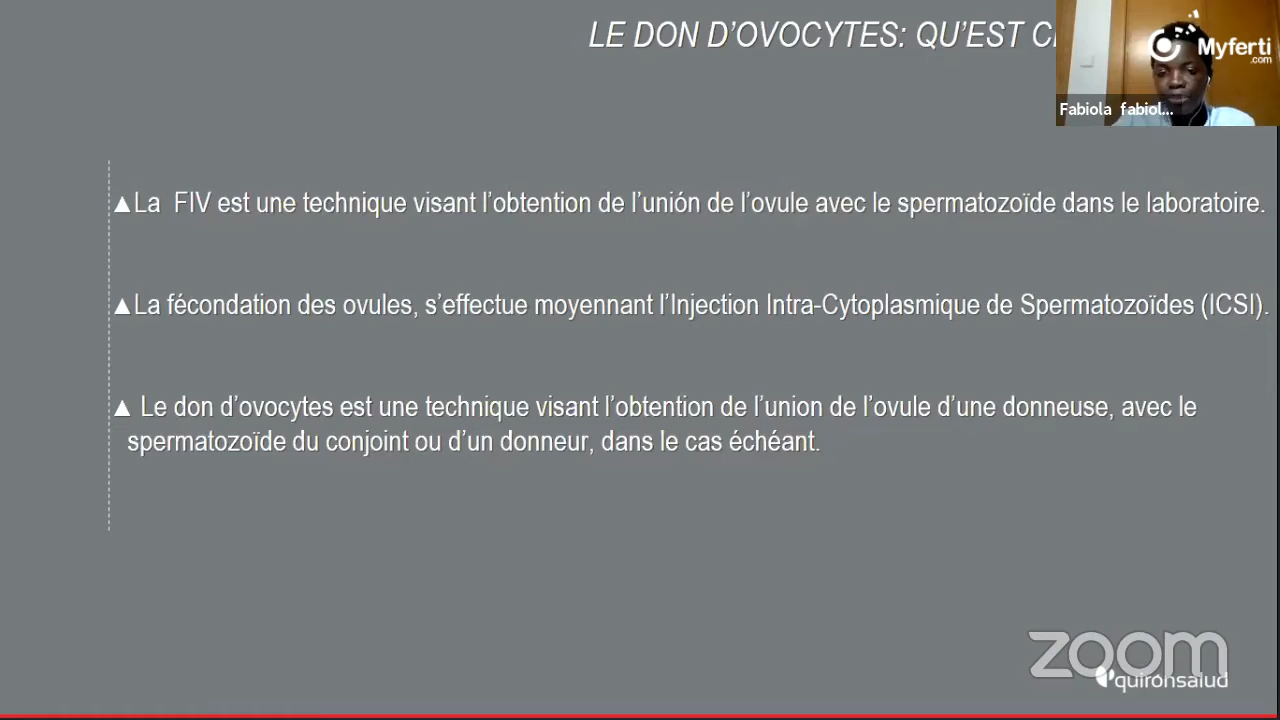 LE DON D’OVOCYTES: QU’EST
Myferti
.com
Fabiola fabiol...
▲La FIV est une technique visant l’obtention de l’unión de l’ovule avec le spermatozoïde dans le laboratoire.
▲La fécondation des ovules, s’effectue moyennant l’Injection Intra-Cytoplasmique de Spermatozoïdes (ICSI).
▲ Le don d’ovocytes est une technique visant l’obtention de l’union de l’ovule d’une donneuse, avec le
spermatozoïde du conjoint ou d’un donneur, dans le cas échéant.
zoom
quirónsalud